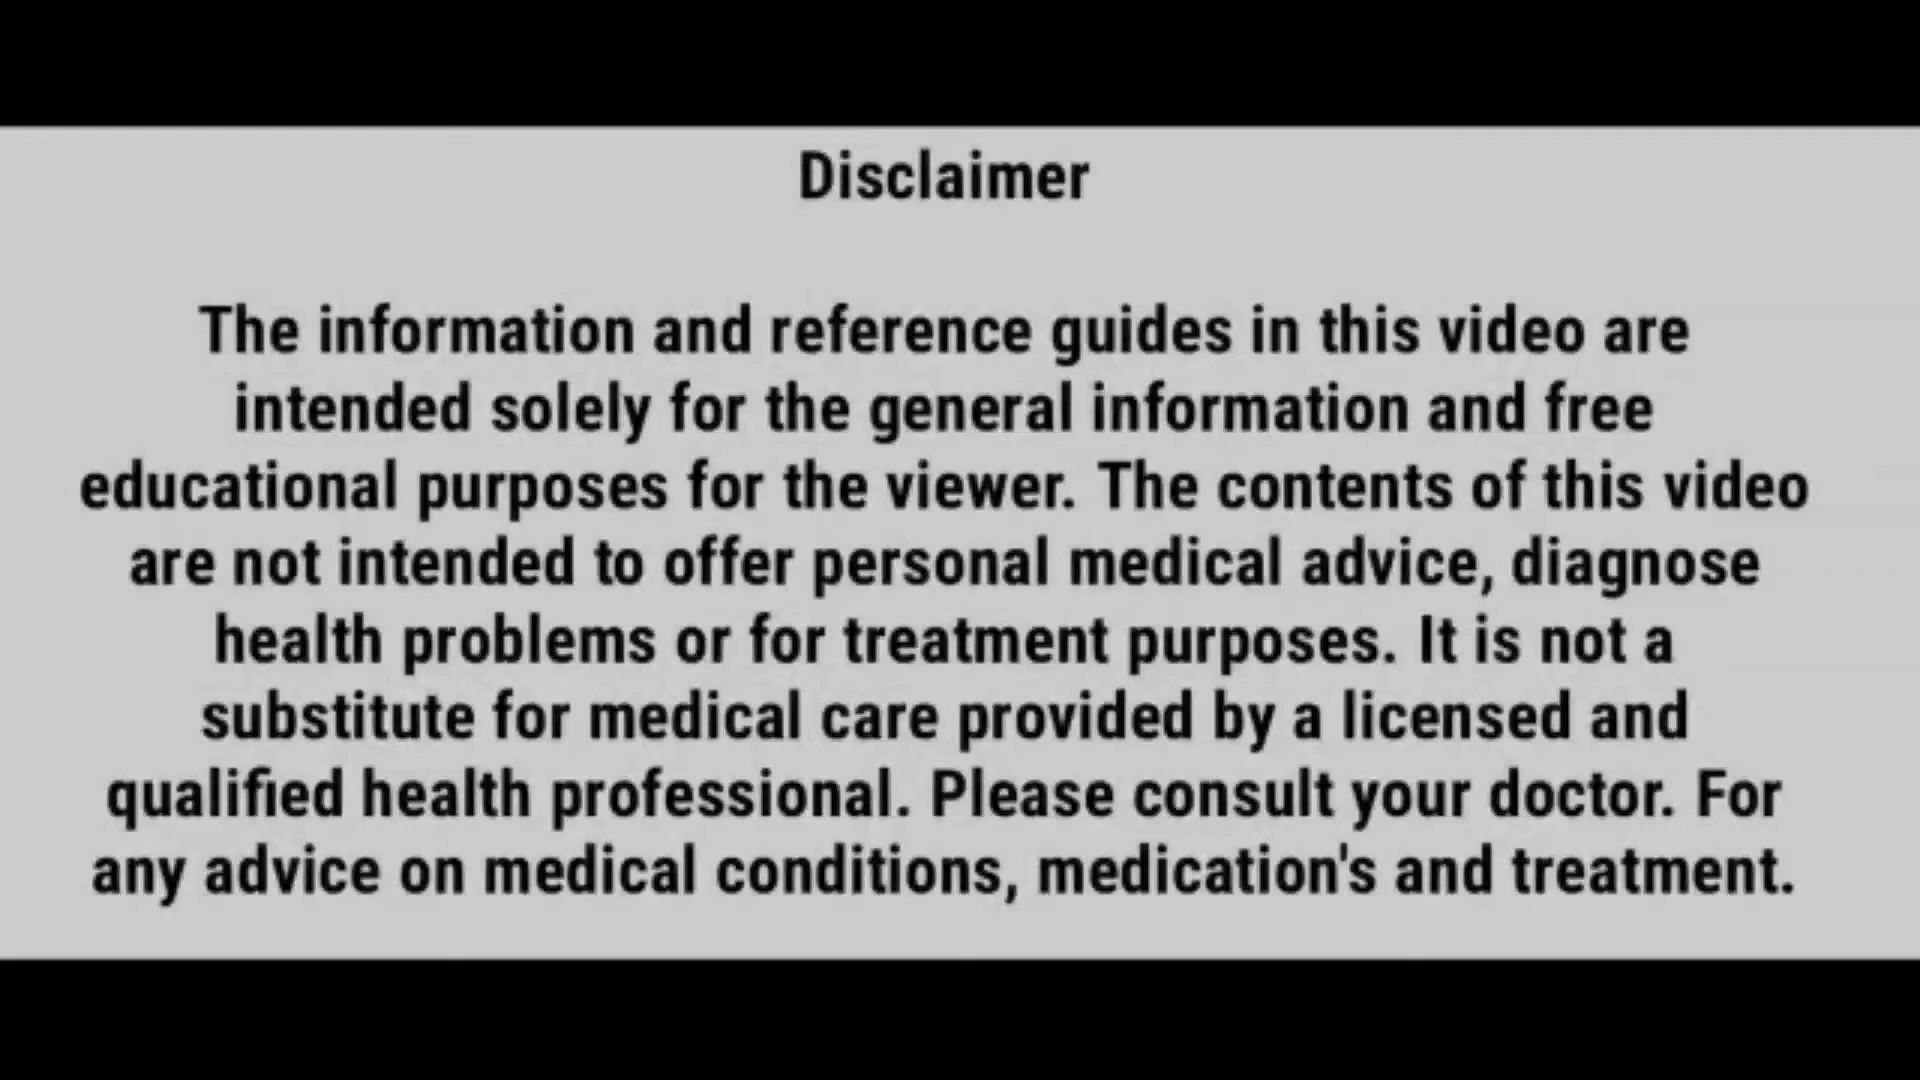 Disclaimer
The information and reference guides in this video are
intended solely for the general information and free
educational purposes for the viewer. The contents of this video
are not intended to offer personal medical advice, diagnose
health problems or for treatment purposes. It is not a
substitute for medical care provided by a licensed and
qualified health professional. Please consult your doctor. For
any advice on medical conditions, medication's and treatment.